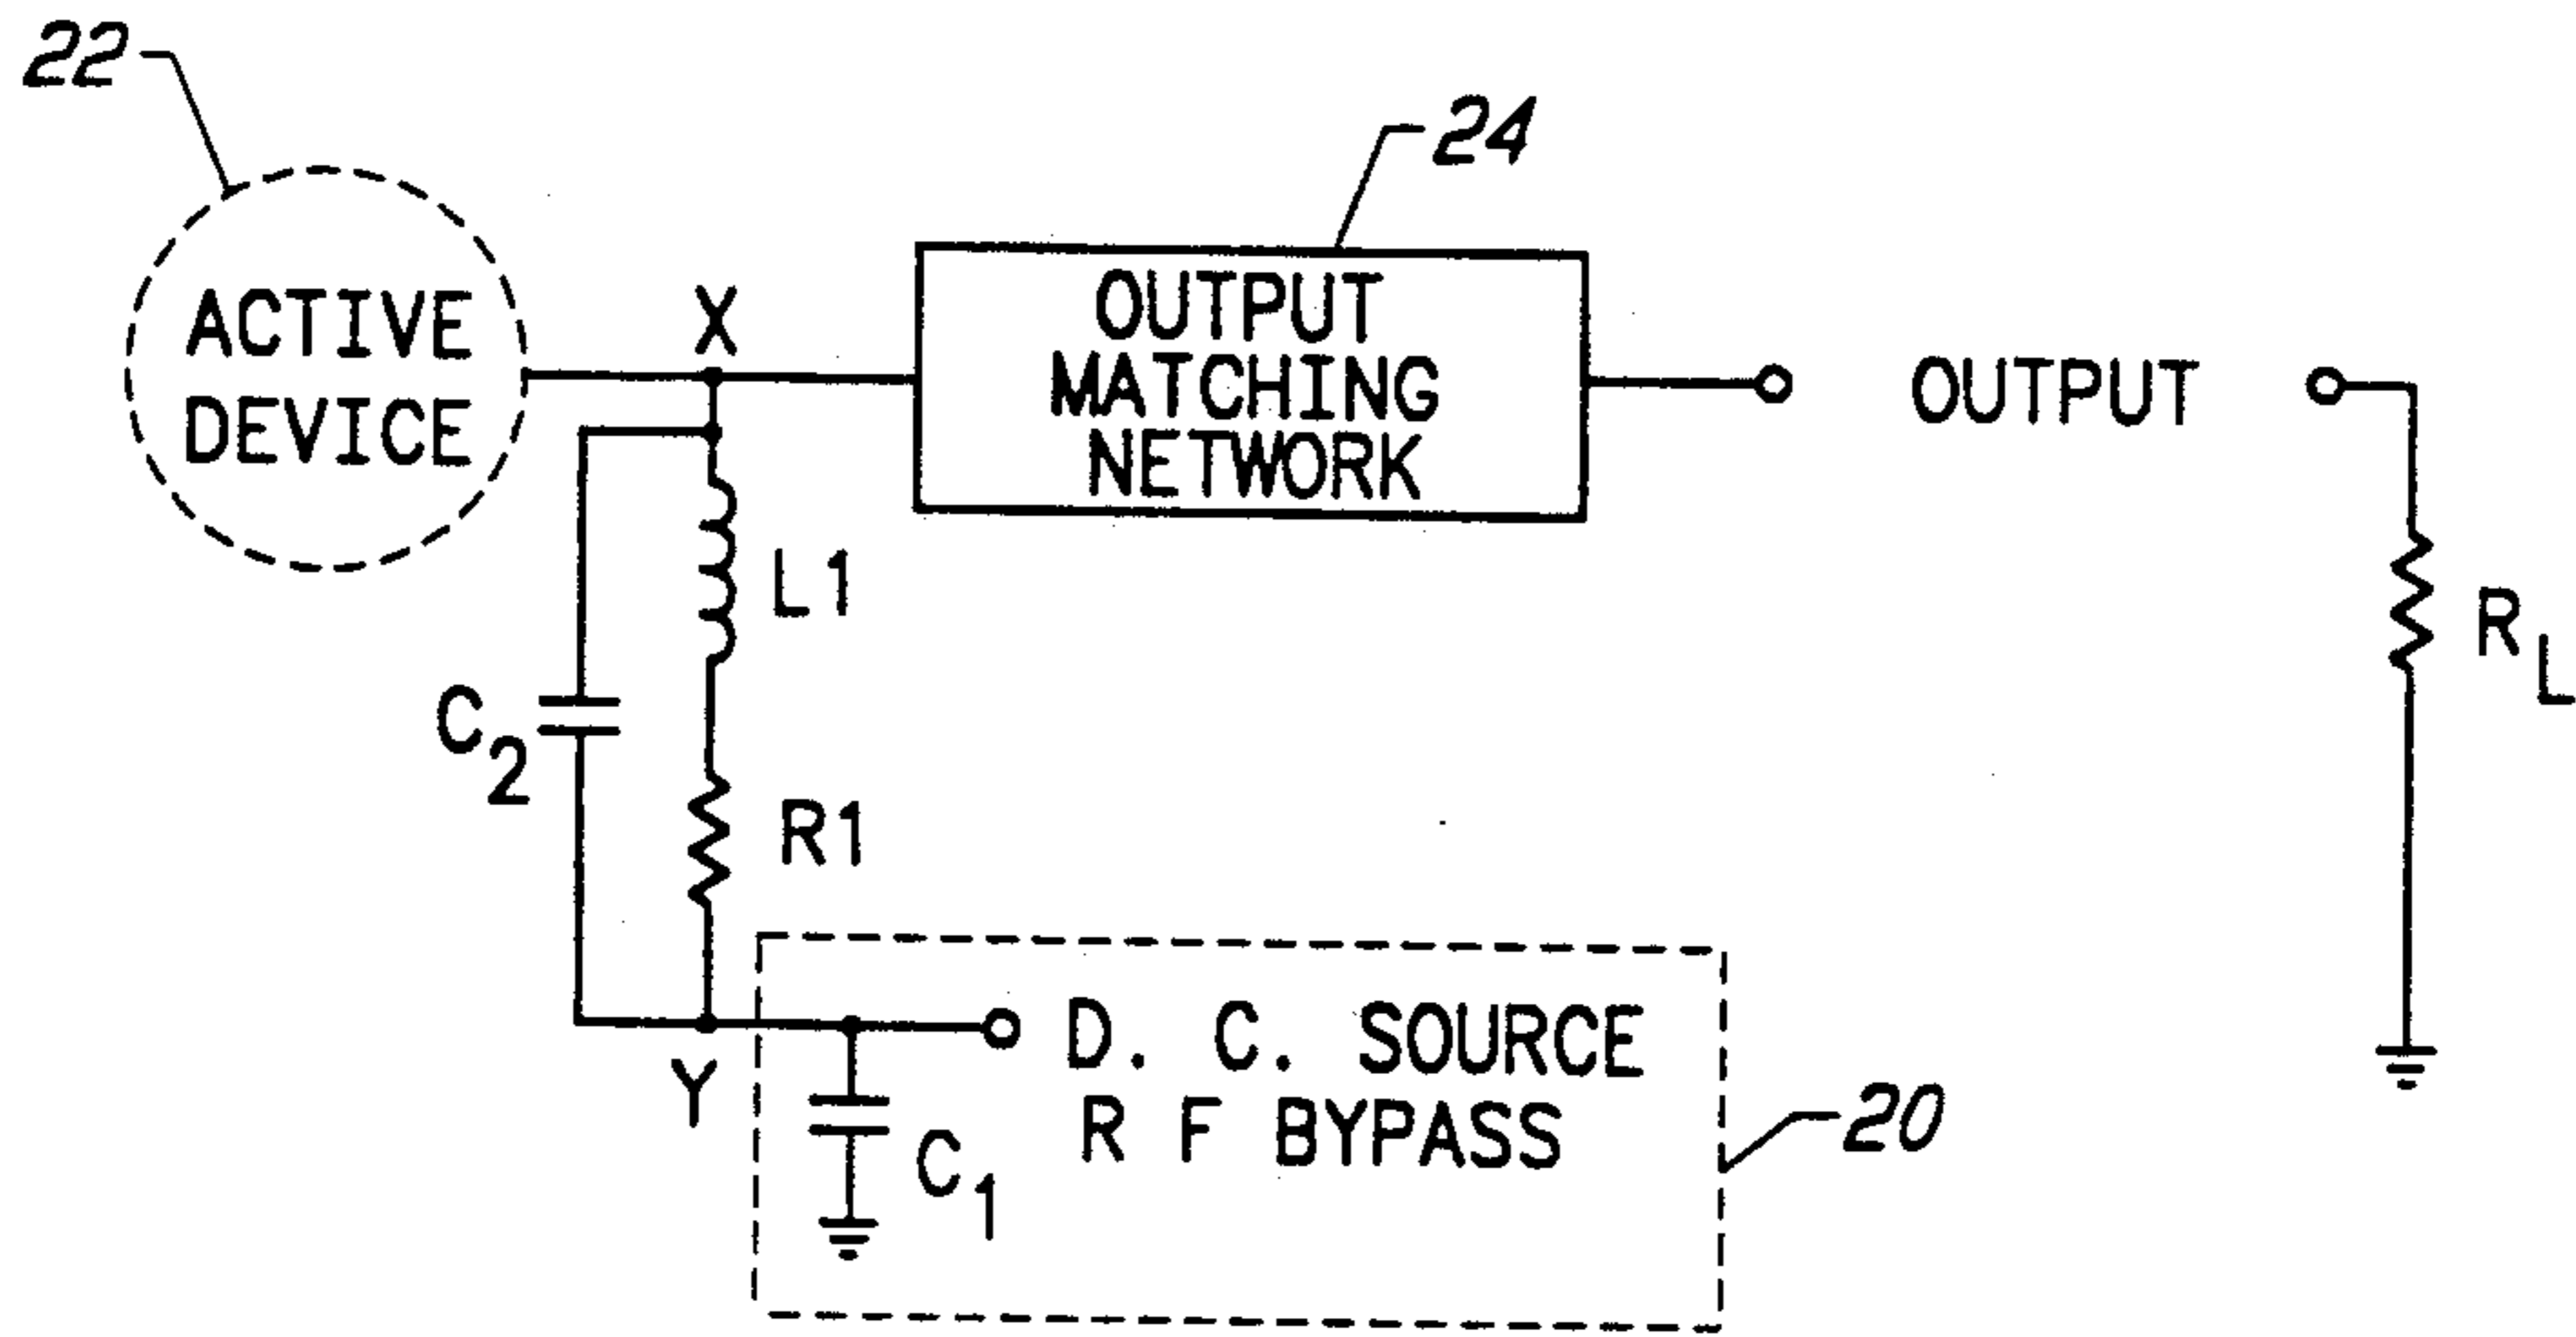 22
24
ACTIVE
DEVICE
X
OUTPUT
MATCHING
NETWORK
OUTPUT
L1
R1
C2
RL
Y
D. C. SOURCE
R F BYPASS
C1
20